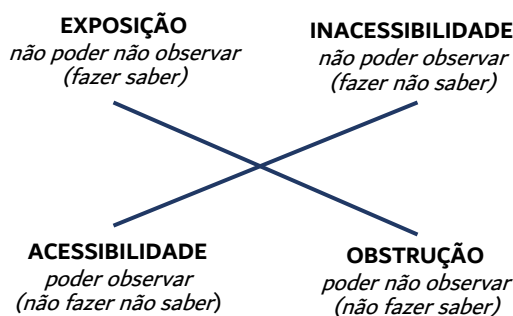 EXPOSIÇÃO
não poder não observar
(fazer saber)
INACESSIBILIDADE
não poder observar
(fazer não saber)
ACESSIBILIDADE
poder observar
(não fazer não saber)
OBSTRUÇÃO
poder não observar
(não fazer saber)